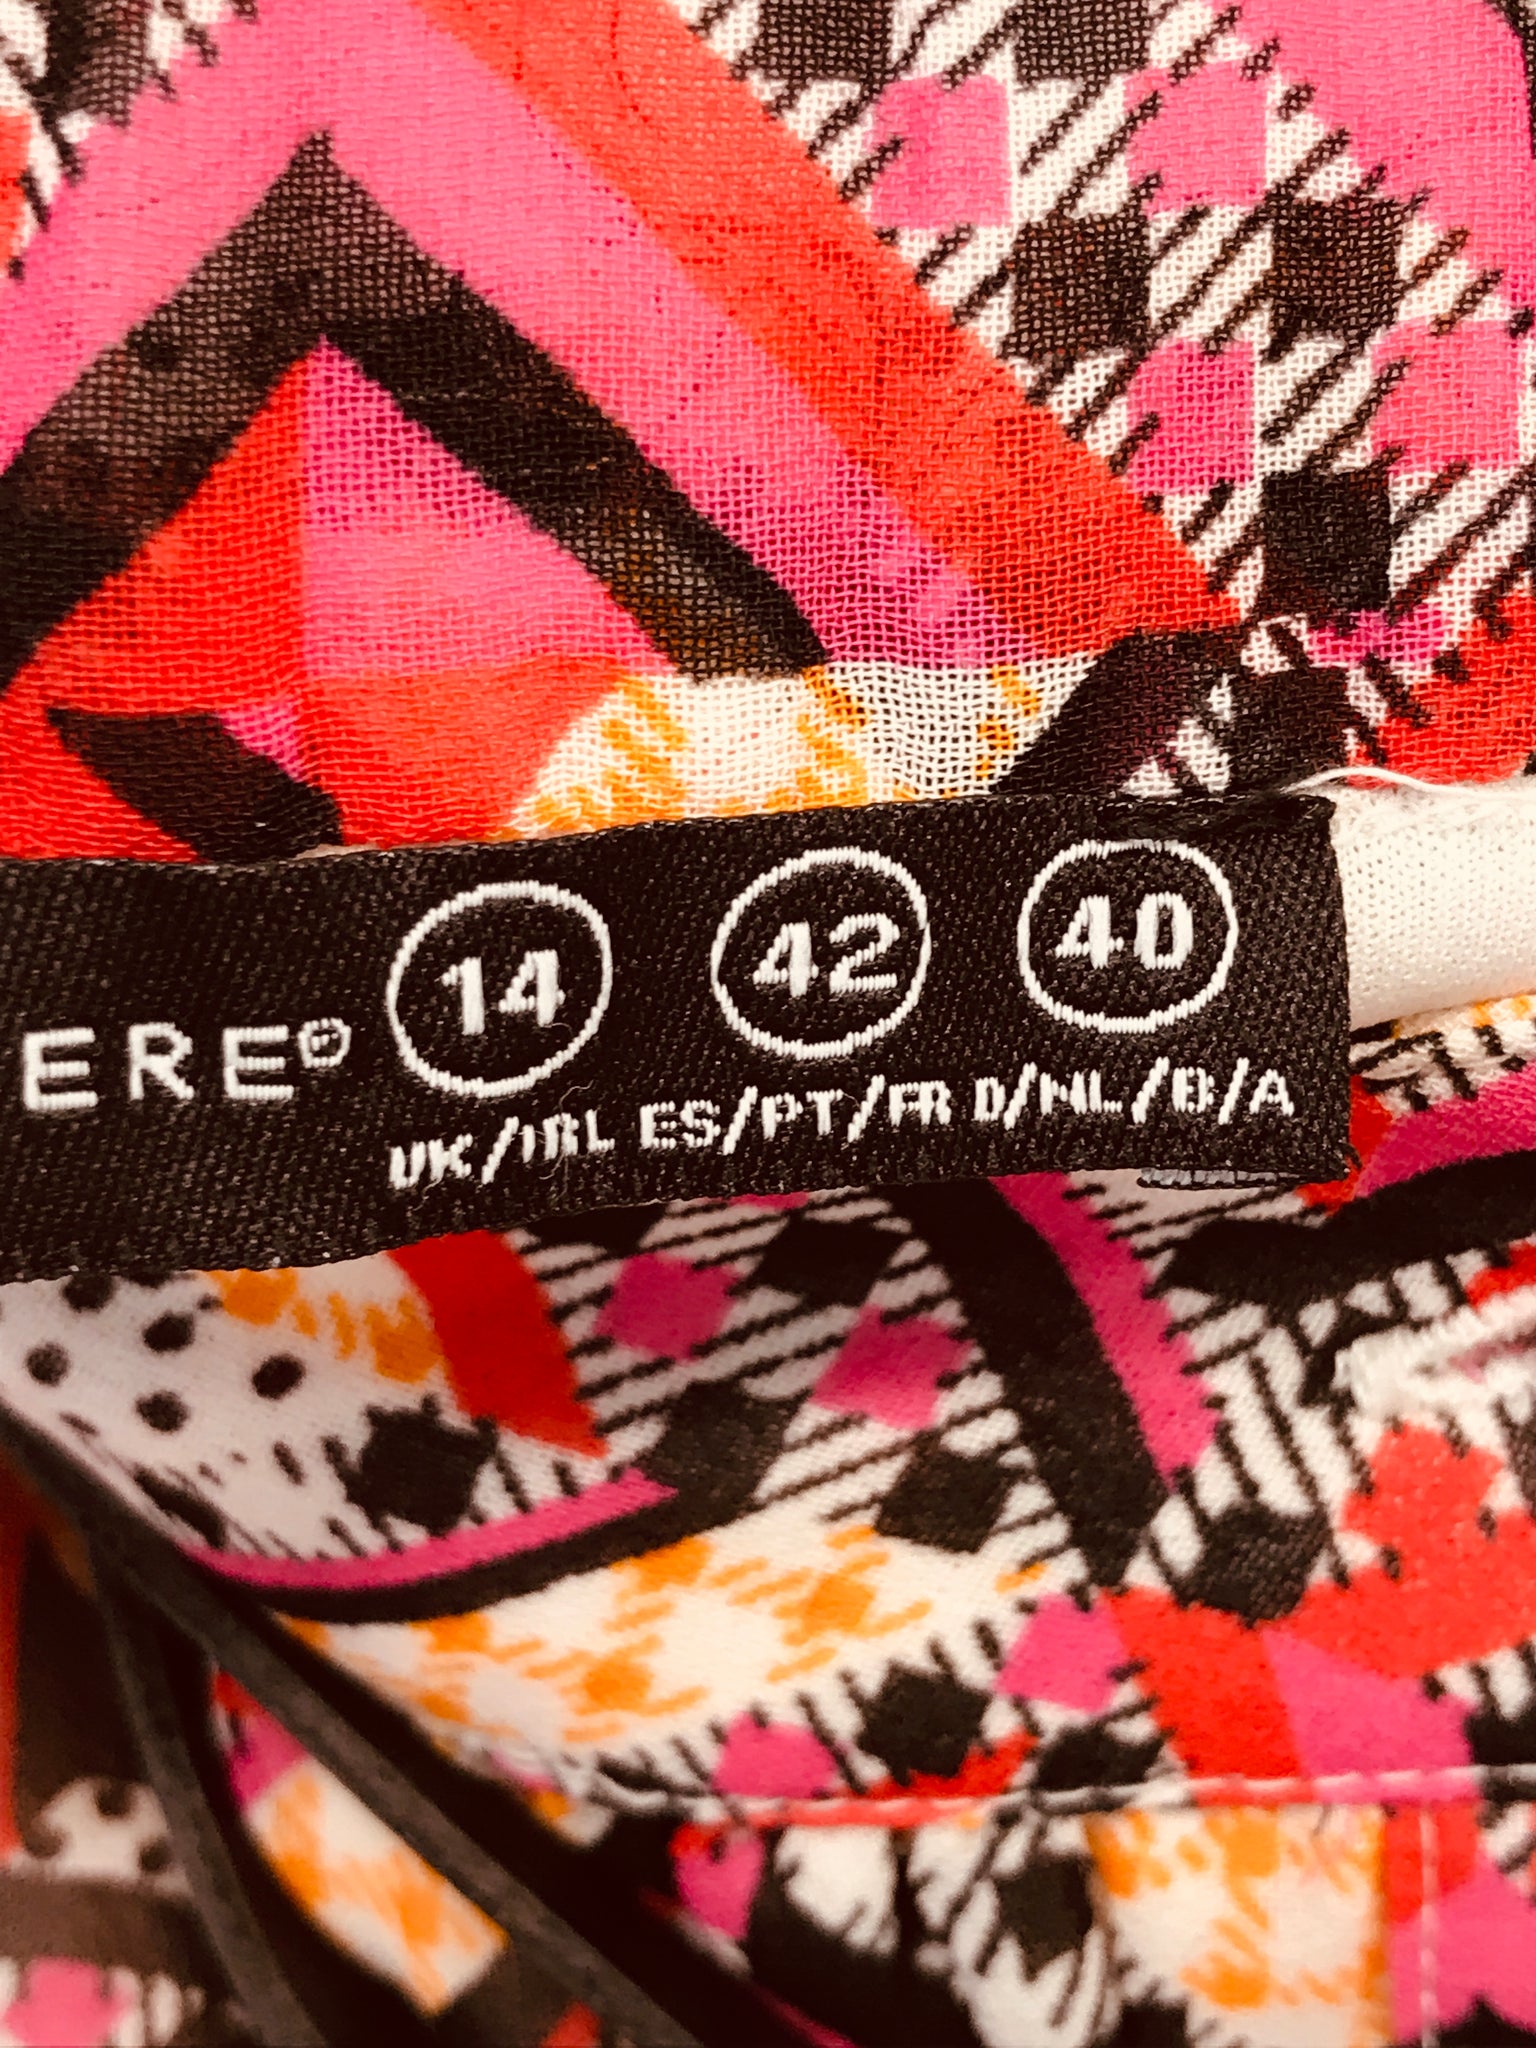 ERE®
14 42 40
UK/IRL ES/PT/FR D/NL/B/A